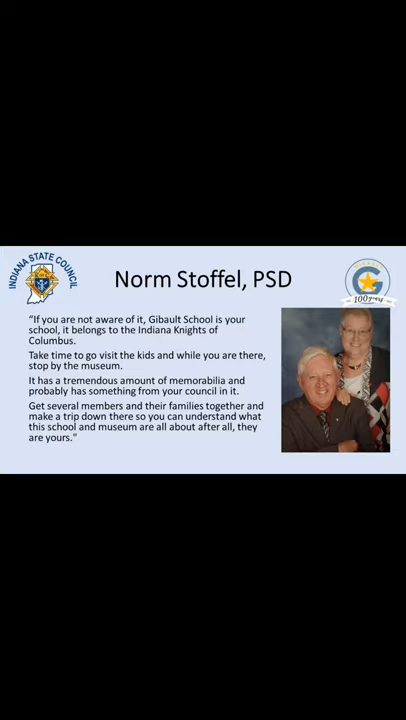 INDIANA STATE COUNCIL
Norm Stoffel, PSD
G
100 years
“If you are not aware of it, Gibault School is your
school, it belongs to the Indiana Knights of
Columbus.
Take time to go visit the kids and while you are there,
stop by the museum.
It has a tremendous amount of memorabilia and
probably has something from your council in it.
Get several members and their families together and
make a trip down there so you can understand what
this school and museum are all about after all, they
are yours."